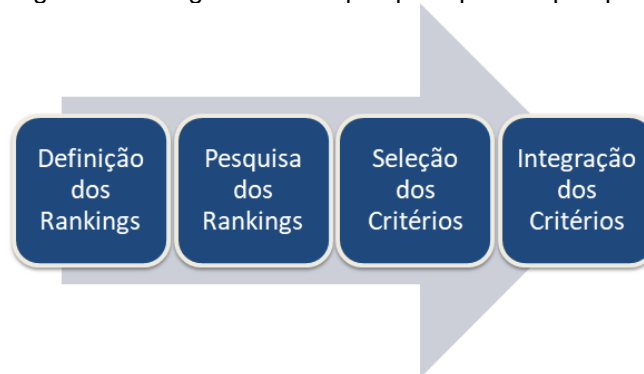 Definição
dos
Rankings
Pesquisa
dos
Rankings
Seleção
dos
Critérios
Integração
dos
Critérios